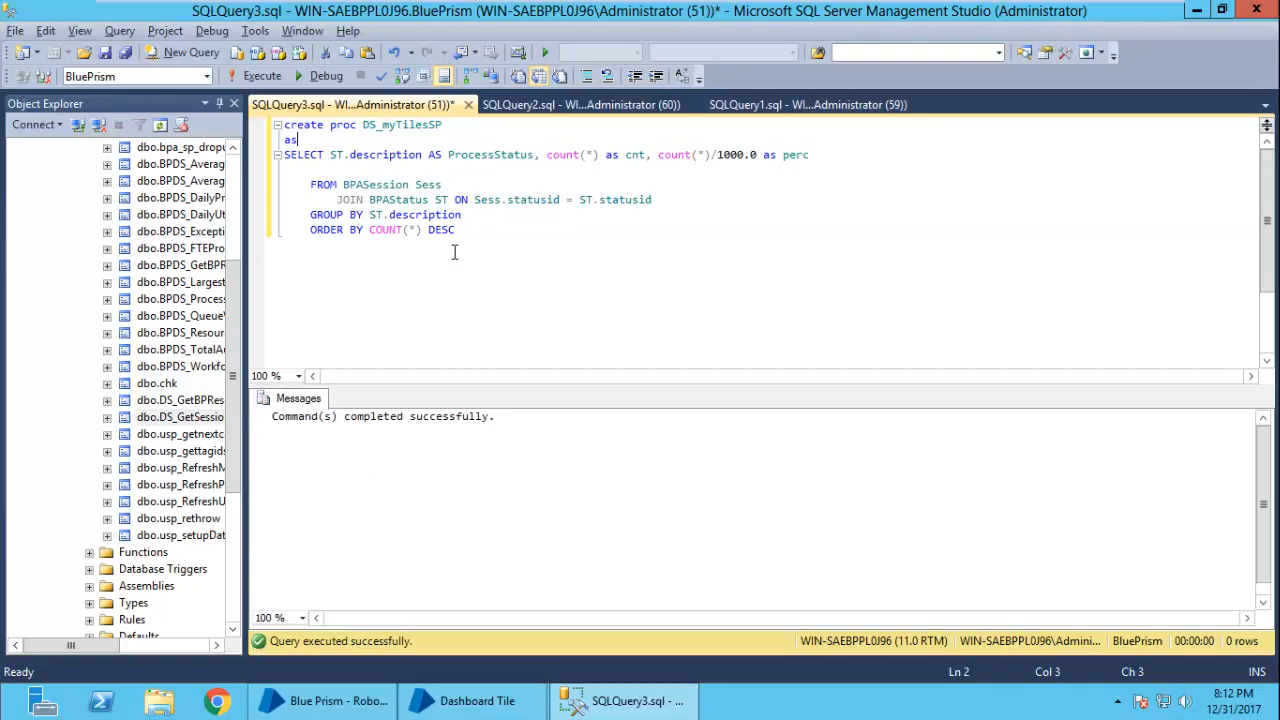 SQLQuery3.sql - WIN-SAEBPPL0J96.BluePrism (WIN-SAEBPPL0J96\Administrator (51))* - Microsoft SQL Server Management Studio (Administrator)
File Edit View Query Project Debug Tools Window Help
New Query
BluePrism Execute Debug
Object Explorer
SQLQuery3.sql - WI...Administrator (51))* SQLQuery2.sql - WI...Administrator (60)) SQLQuery1.sql - WI...Administrator (59))
Connect
dbo.bpa_sp_dropu
dbo.BPDS_Averag
dbo.BPDS_Averag
dbo.BPDS_DailyPr
dbo.BPDS_DailyUt
dbo.BPDS_Excepti
dbo.BPDS_FTEPro
dbo.BPDS_GetBPR
dbo.BPDS_Largest
dbo.BPDS_Proces
dbo.BPDS_QueueV
dbo.BPDS_Resour
dbo.BPDS_TotalAu
dbo.BPDS_Workfo
dbo.chk
dbo.DS_GetBPRes
dbo.DS_GetSessio
dbo.usp_getnextc
dbo.usp_gettagids
dbo.usp_RefreshM
dbo.usp_RefreshP
dbo.usp_RefreshU
dbo.usp_rethrow
dbo.usp_setupDat
Functions
Database Triggers
Assemblies
Types
Rules
Defaults
create proc DS_myTilesSP
as
SELECT ST.description AS ProcessStatus, count(*) as cnt, count(*)/1000.0 as perc
FROM BPASession Sess
JOIN BPAStatus ST ON Sess.statusid = ST.statusid
GROUP BY ST.description
ORDER BY COUNT(*) DESC
100 %
Messages
Command(s) completed successfully.
100 %
Query executed successfully. WIN-SAEBPPL0J96 (11.0 RTM) WIN-SAEBPPL0J96\Admini... BluePrism 00:00:00 0 rows
Ready Ln 2 Col 3 Ch 3 INS
Blue Prism - Robo... Dashboard Tile SQLQuery3.sql - ...
8:12 PM
12/31/2017